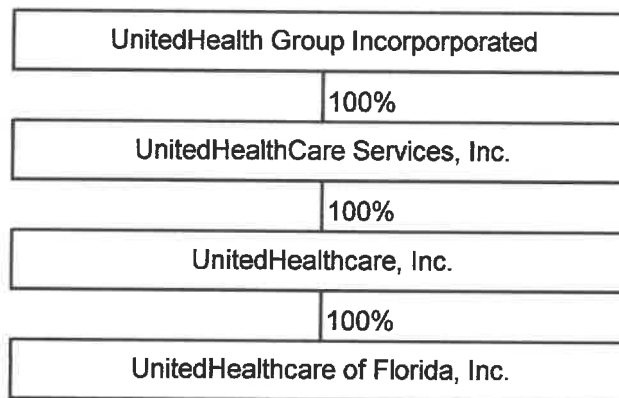 UnitedHealth Group Incorporporated
100%
UnitedHealthCare Services, Inc.
100%
UnitedHealthcare, Inc.
100%
UnitedHealthcare of Florida, Inc.